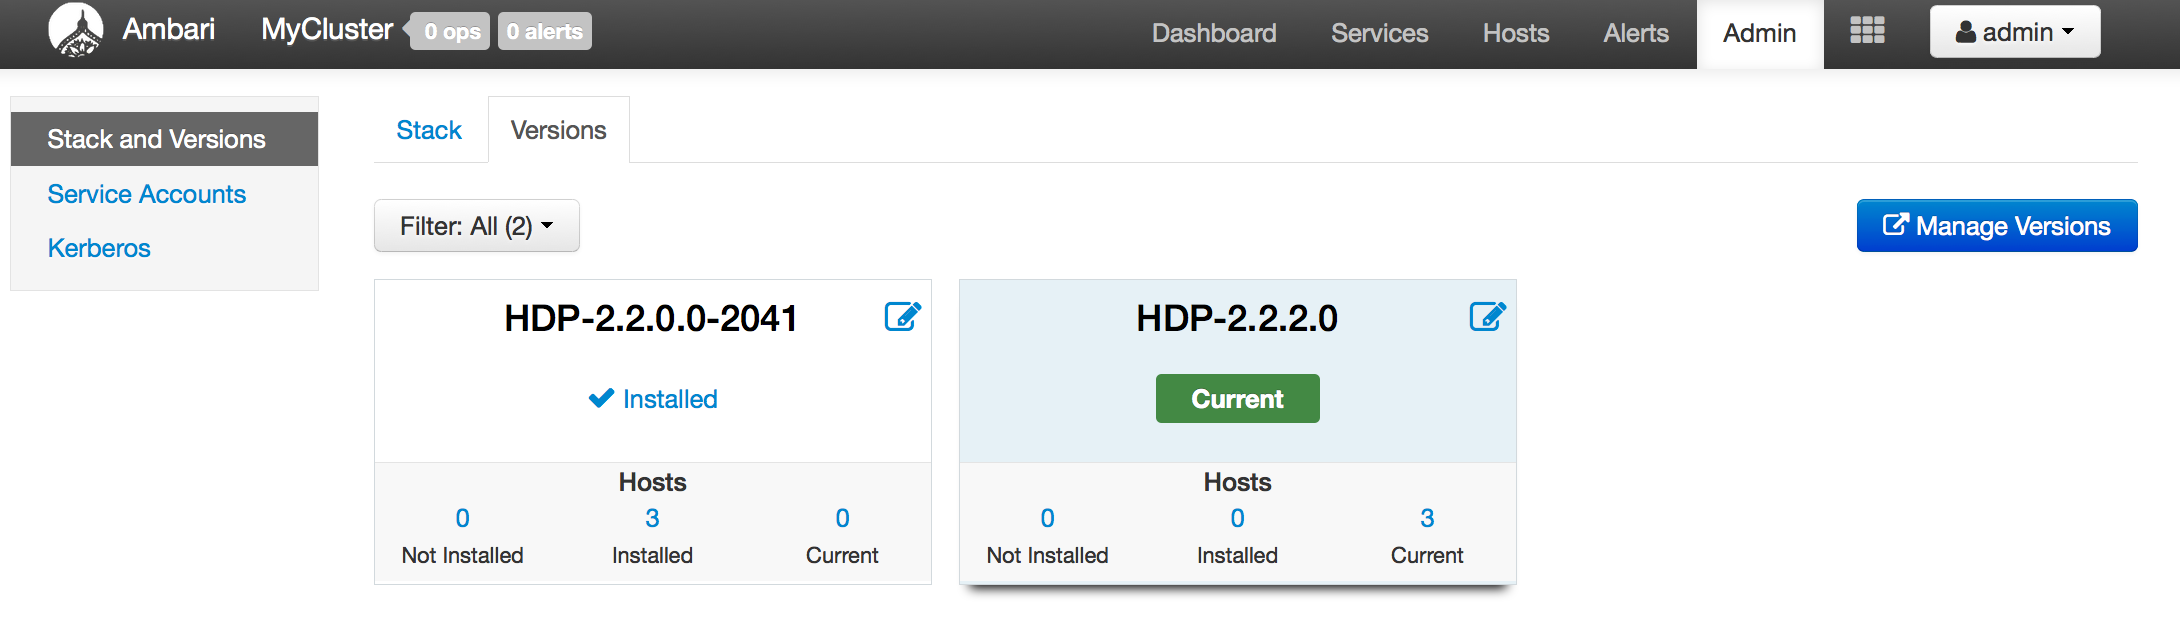 Ambari MyCluster 0 ops 0 alerts Dashboard Services Hosts Alerts Admin admin
Stack and Versions
Service Accounts
Kerberos
Stack Versions
Filter: All (2) Manage Versions
HDP-2.2.0.0-2041
Installed
Hosts
0 3 0
Not Installed Installed Current
HDP-2.2.2.0
Current
Hosts
0 0 3
Not Installed Installed Current